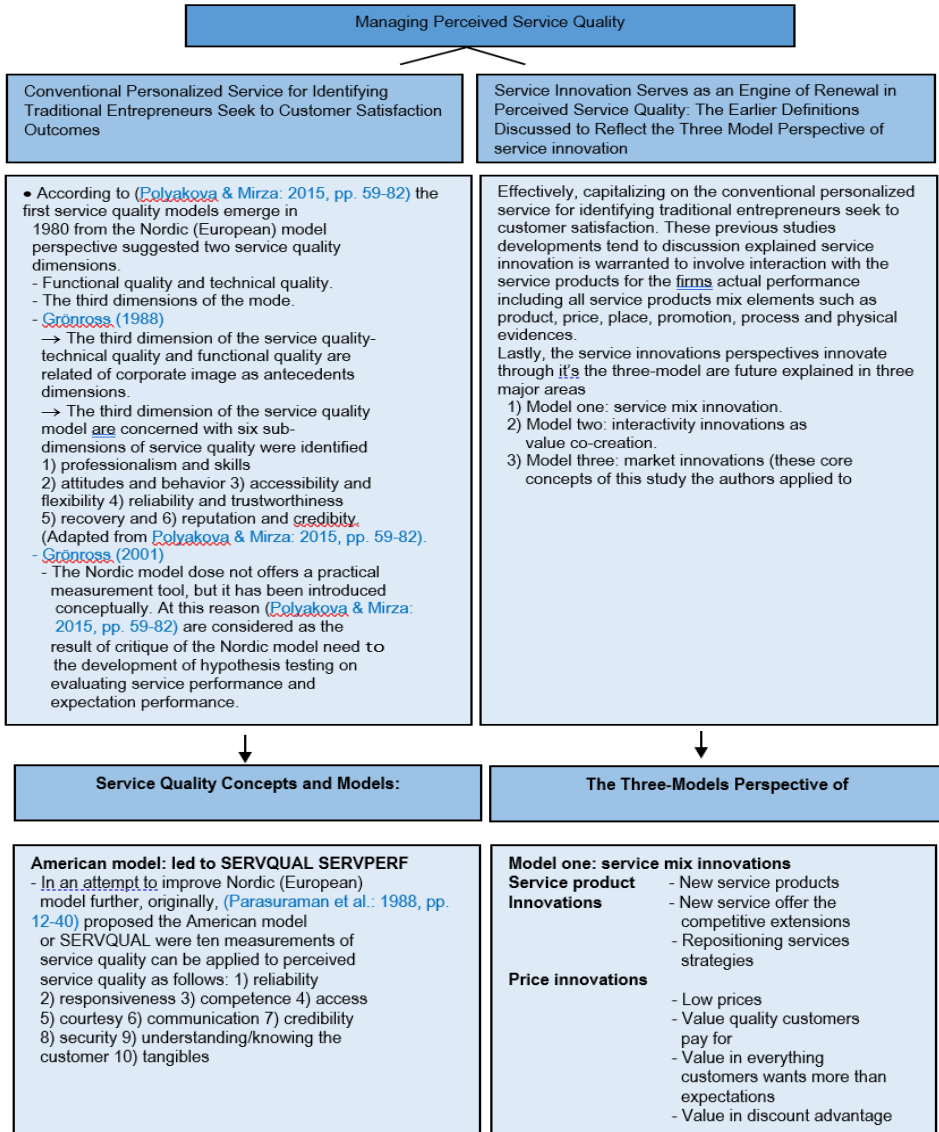 Managing Perceived Service Quality
Conventional Personalized Service for Identifying
Traditional Entrepreneurs Seek to Customer Satisfaction
Outcomes
Service Innovation Serves as an Engine of Renewal in
Perceived Service Quality: The Earlier Definitions
Discussed to Reflect the Three Model Perspective of
service innovation
• According to (Polyakova & Mirza: 2015, pp. 59-82) the
first service quality models emerge in
1980 from the Nordic (European) model
perspective suggested two service quality
dimensions.
- Functional quality and technical quality.
- The third dimensions of the mode.
- Grönross (1988)
→ The third dimension of the service quality-
technical quality and functional quality are
related of corporate image as antecedents
dimensions.
→ The third dimension of the service quality
model are concerned with six sub-
dimensions of service quality were identified
1) professionalism and skills
2) attitudes and behavior 3) accessibility and
flexibility 4) reliability and trustworthiness
5) recovery and 6) reputation and credibity.
(Adapted from Polyakova & Mirza: 2015, pp. 59-82).
- Grönross (2001)
- The Nordic model dose not offers a practical
measurement tool, but it has been introduced
conceptually. At this reason (Polyakova & Mirza:
2015, pp. 59-82) are considered as the
result of critique of the Nordic model need to
the development of hypothesis testing on
evaluating service performance and
expectation performance.
Effectively, capitalizing on the conventional personalized
service for identifying traditional entrepreneurs seek to
customer satisfaction. These previous studies
developments tend to discussion explained service
innovation is warranted to involve interaction with the
service products for the firms actual performance
including all service products mix elements such as
product, price, place, promotion, process and physical
evidences.
Lastly, the service innovations perspectives innovate
through it's the three-model are future explained in three
major areas
1) Model one: service mix innovation.
2) Model two: interactivity innovations as
value co-creation.
3) Model three: market innovations (these core
concepts of this study the authors applied to
Service Quality Concepts and Models:
The Three-Models Perspective of
American model: led to SERVQUAL SERVPERF
- In an attempt to improve Nordic (European)
model further, originally, (Parasuraman et al.: 1988, pp.
12-40) proposed the American model
or SERVQUAL were ten measurements of
service quality can be applied to perceived
service quality as follows: 1) reliability
2) responsiveness 3) competence 4) access
5) courtesy 6) communication 7) credibility
8) security 9) understanding/knowing the
customer 10) tangibles
Model one: service mix innovations
Service product - New service products
Innovations - New service offer the
competitive extensions
- Repositioning services
strategies
Price innovations
- Low prices
- Value quality customers
pay for
- Value in everything
customers wants more than
expectations
- Value in discount advantage